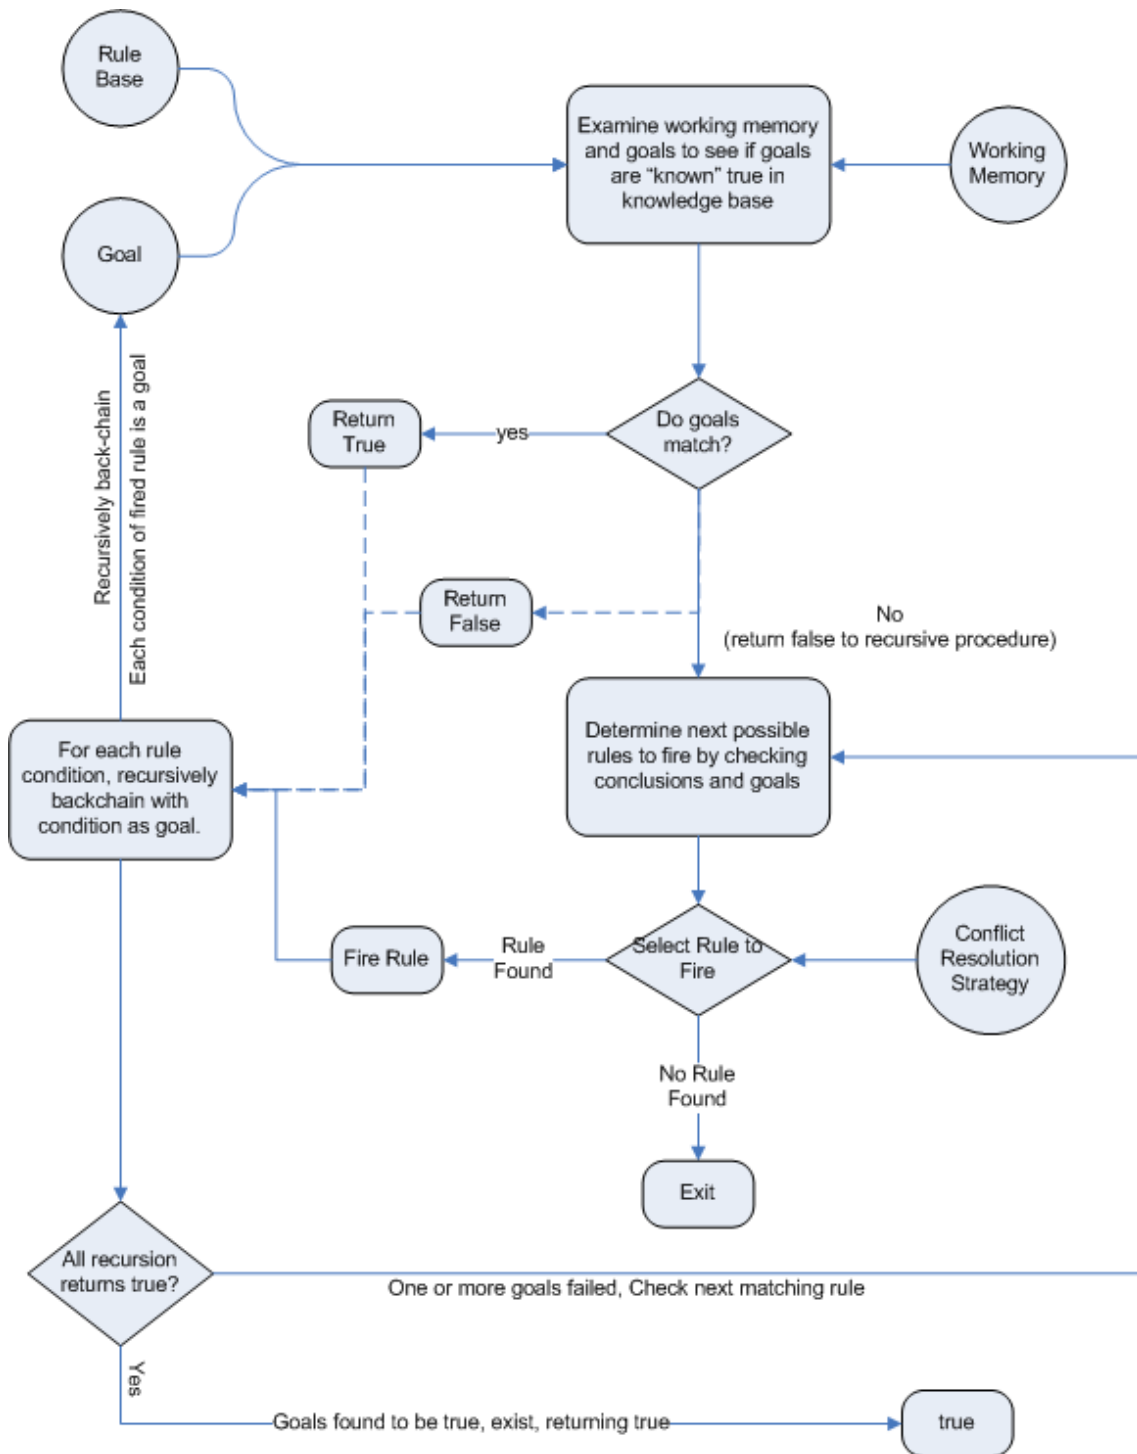 Rule
Base
Examine working memory
and goals to see if goals
are “known” true in
knowledge base
Working
Memory
Goal
Recursively back-chain
Each condition of fired rule is a goal
Do goals
match?
yes
Return
True
Return
False
No
(return false to recursive procedure)
For each rule
condition, recursively
backchain with
condition as goal.
Determine next possible
rules to fire by checking
conclusions and goals
Select Rule to
Fire
Rule
Found
Fire Rule
Conflict
Resolution
Strategy
No Rule
Found
Exit
All recursion
returns true?
One or more goals failed, Check next matching rule
Yes
Goals found to be true, exist, returning true
true